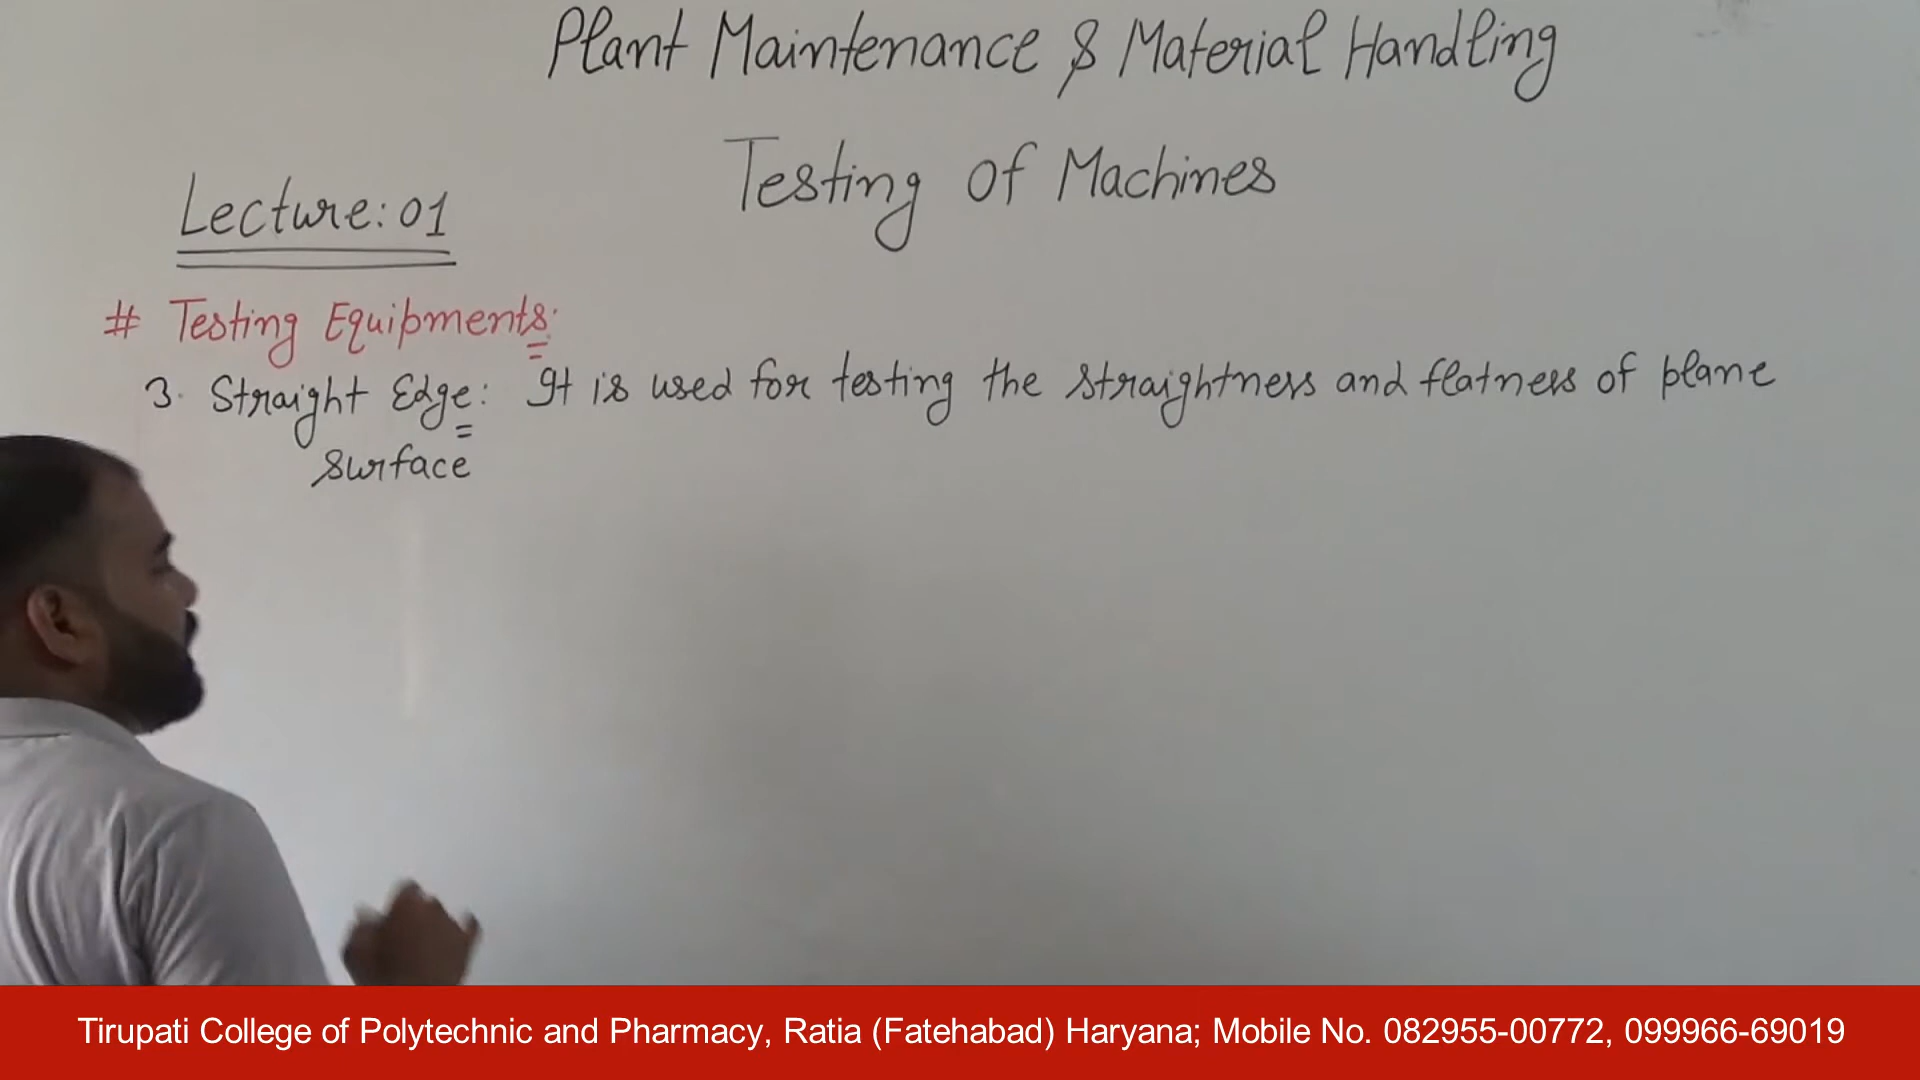 Plant Maintenance & Material Handling
Testing Of Machines
Lecture: 01
# Testing Equipments:
3. Straight Edge: It is used for testing the straightness and flatness of plane
surface
Tirupati College of Polytechnic and Pharmacy, Ratia (Fatehabad) Haryana; Mobile No. 082955-00772, 099966-69019